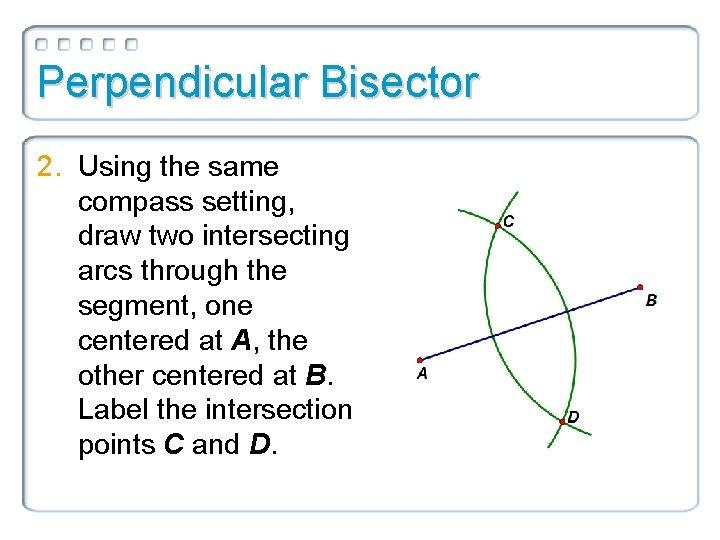 Perpendicular Bisector
2. Using the same
compass setting,
draw two intersecting
arcs through the
segment, one
centered at A, the
other centered at B.
Label the intersection
points C and D.
C
B
A
D